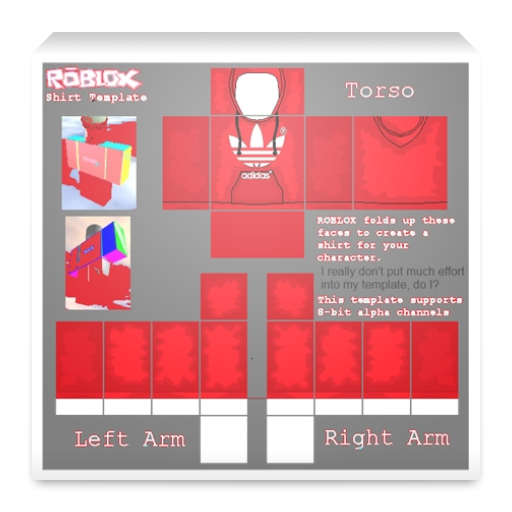 ROBLOX
Shirt Template
Torso
adidas®
ROBLOX folds up these
faces to create a
shirt for your
character.
I really don't put much effort
into my template, do I?
This template supports
8-bit alpha channels
Left Arm
Right Arm